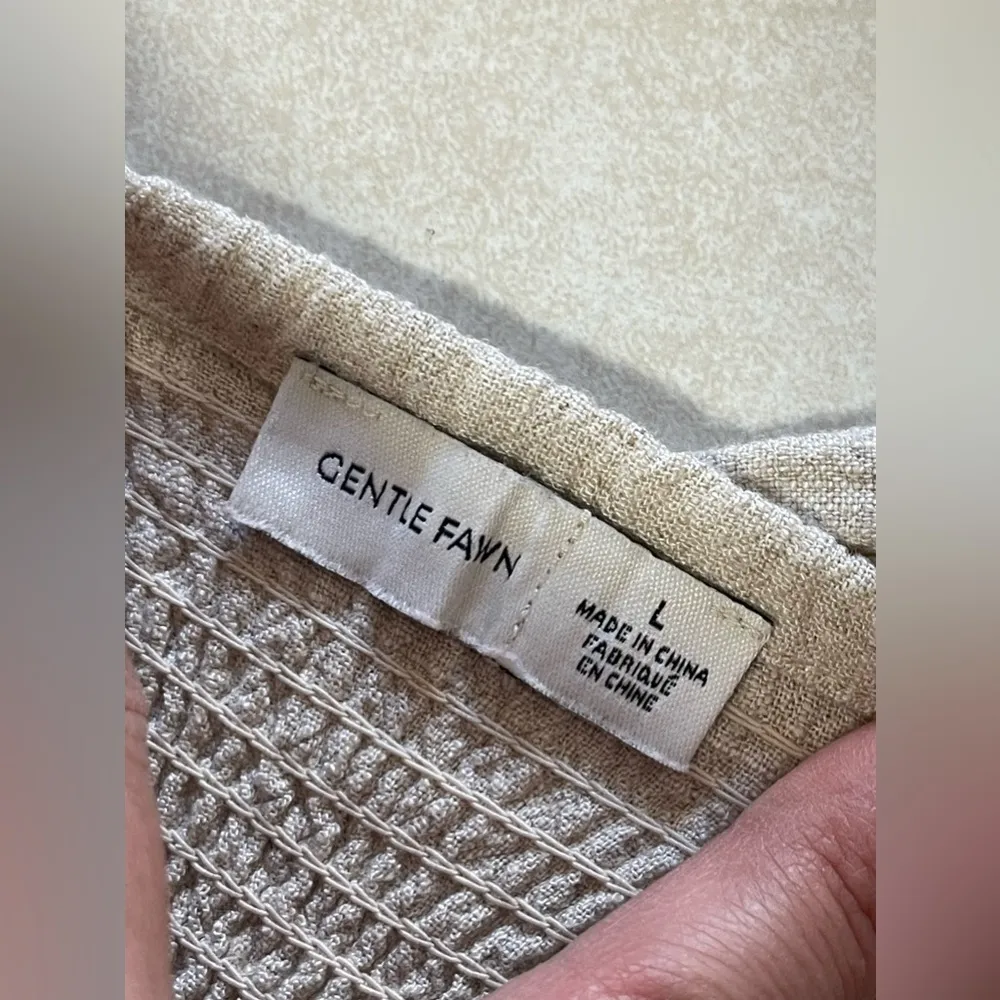 GENTLE FAWN
L
MADE IN CHINA
FABRIQUÉ
EN CHINE